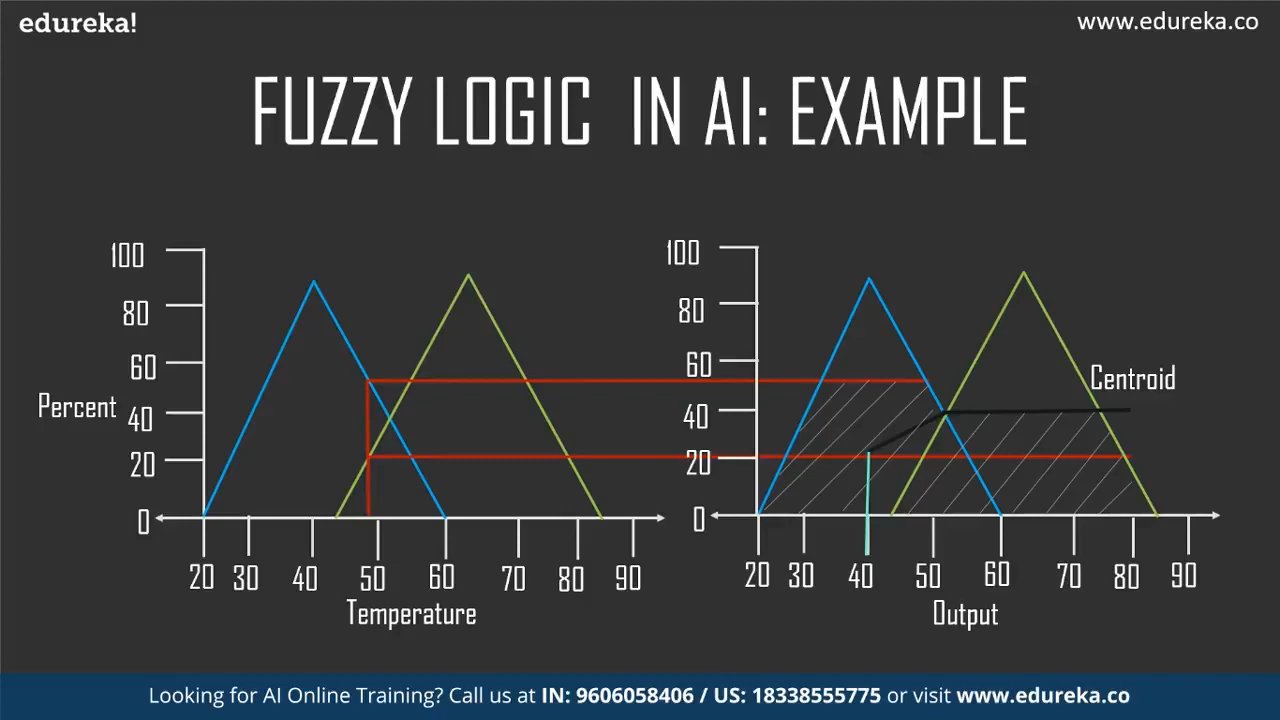 edureka!
www.edureka.co
FUZZY LOGIC IN AI: EXAMPLE
100
80
60
Percent
40
20
0
20 30 40 50 60 70 80 90
Temperature
100
80
60
Centroid
40
20
0
20 30 40 50 60 70 80 90
Output
Looking for AI Online Training? Call us at IN: 9606058406 / US: 18338555775 or visit www.edureka.co